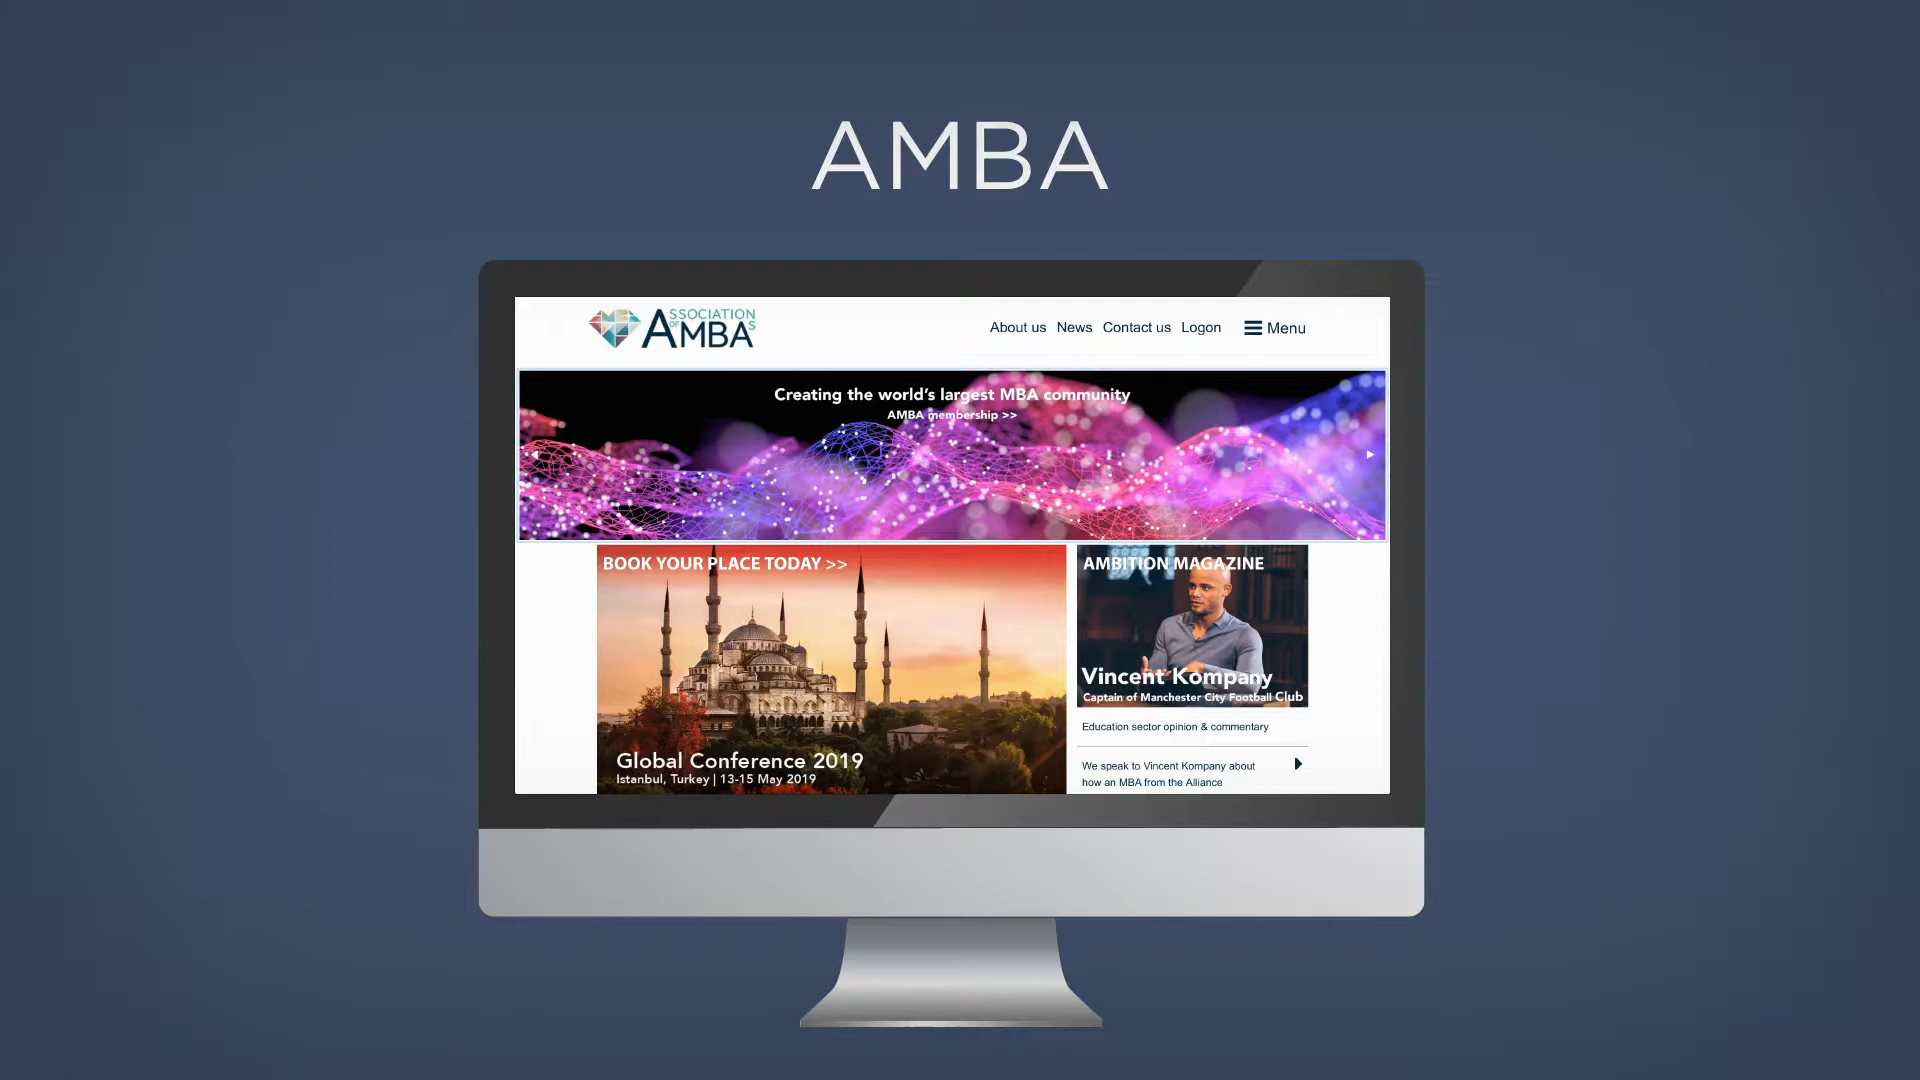 AMBA
ASSOCIATION
OF
AMBAS
About us News Contact us Logon Menu
Creating the world's largest MBA community
AMBA membership >>
BOOK YOUR PLACE TODAY >>
Global Conference 2019
Istanbul, Turkey | 13-15 May 2019
AMBITION MAGAZINE
Vincent Kompany
Captain of Manchester City Football Club
Education sector opinion & commentary
We speak to Vincent Kompany about
how an MBA from the Alliance